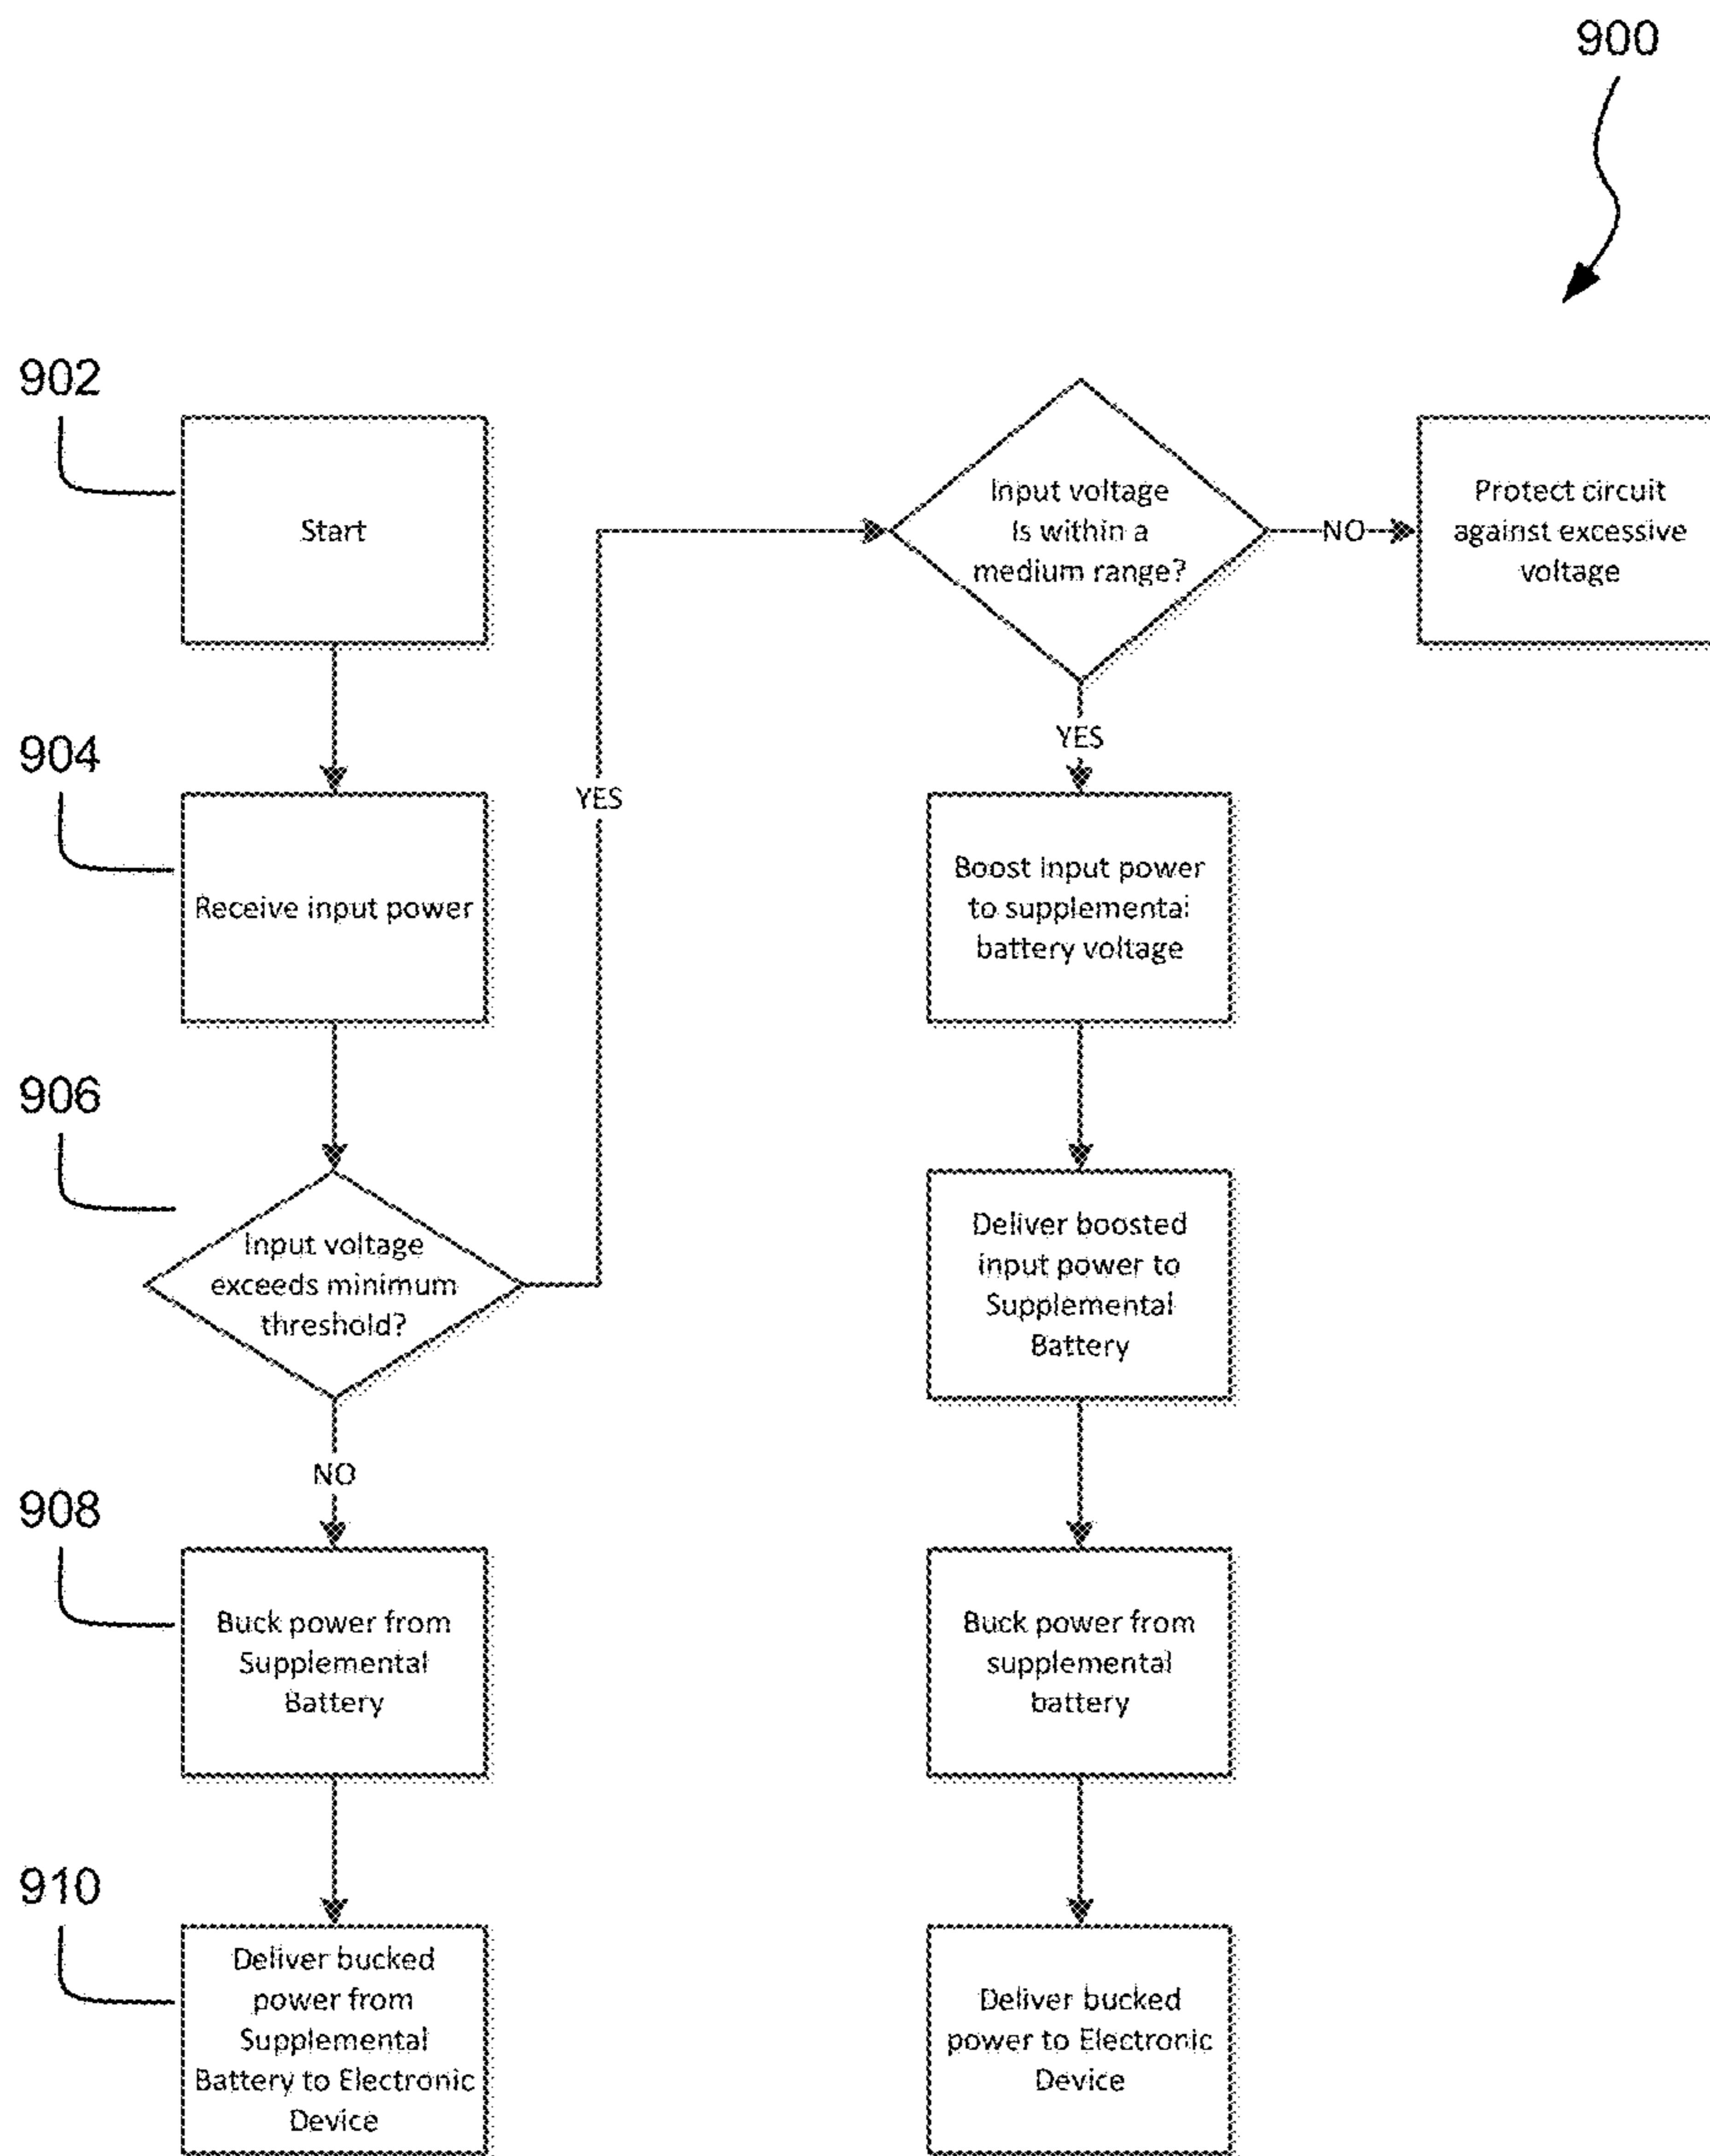 900
902
Start
904
Receive input power
906
Input voltage
exceeds minimum
threshold?
YES
NO
908
Buck power from
Supplemental
Battery
910
Deliver bucked
power from
Supplemental
Battery to Electronic
Device
Input voltage
Is within a
medium range?
NO
Protect circuit
against excessive
voltage
YES
Boost input power
to supplemental
battery voltage
Deliver boosted
input power to
Supplemental
Battery
Buck power from
supplemental
battery
Deliver bucked
power to Electronic
Device